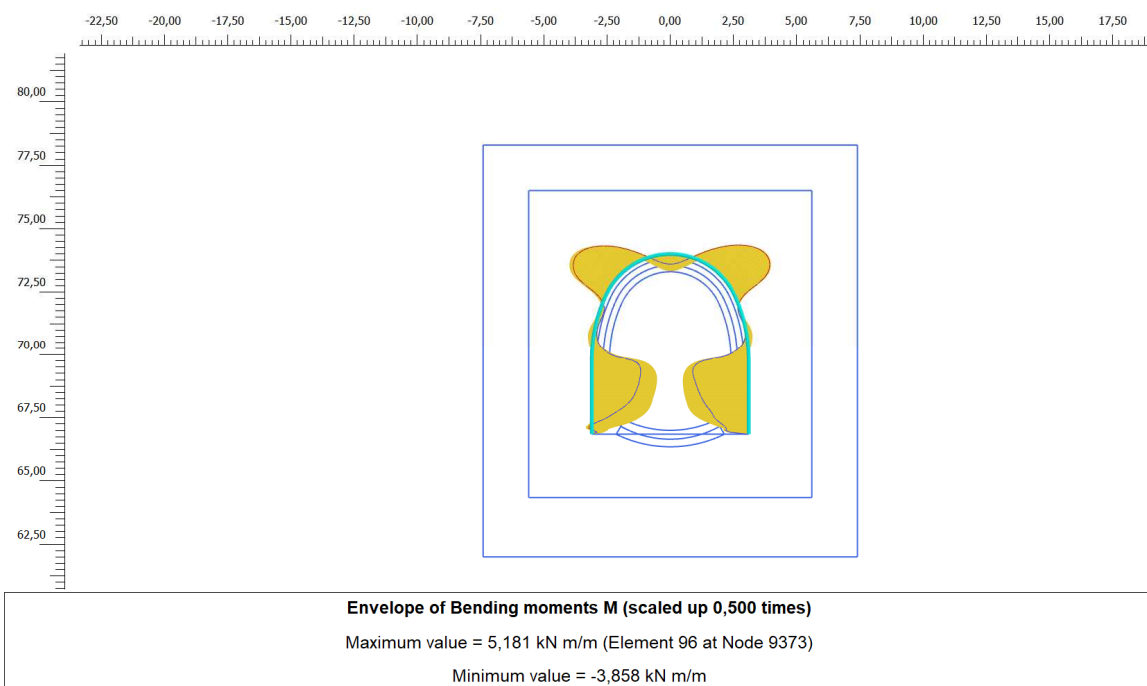 -22,50 -20,00 -17,50 -15,00 -12,50 -10,00 -7,50 -5,00 -2,50 0,00 2,50 5,00 7,50 10,00 12,50 15,00 17,50
80,00
77,50
75,00
72,50
70,00
67,50
65,00
62,50
Envelope of Bending moments M (scaled up 0,500 times)
Maximum value = 5,181 kN m/m (Element 96 at Node 9373)
Minimum value = -3,858 kN m/m